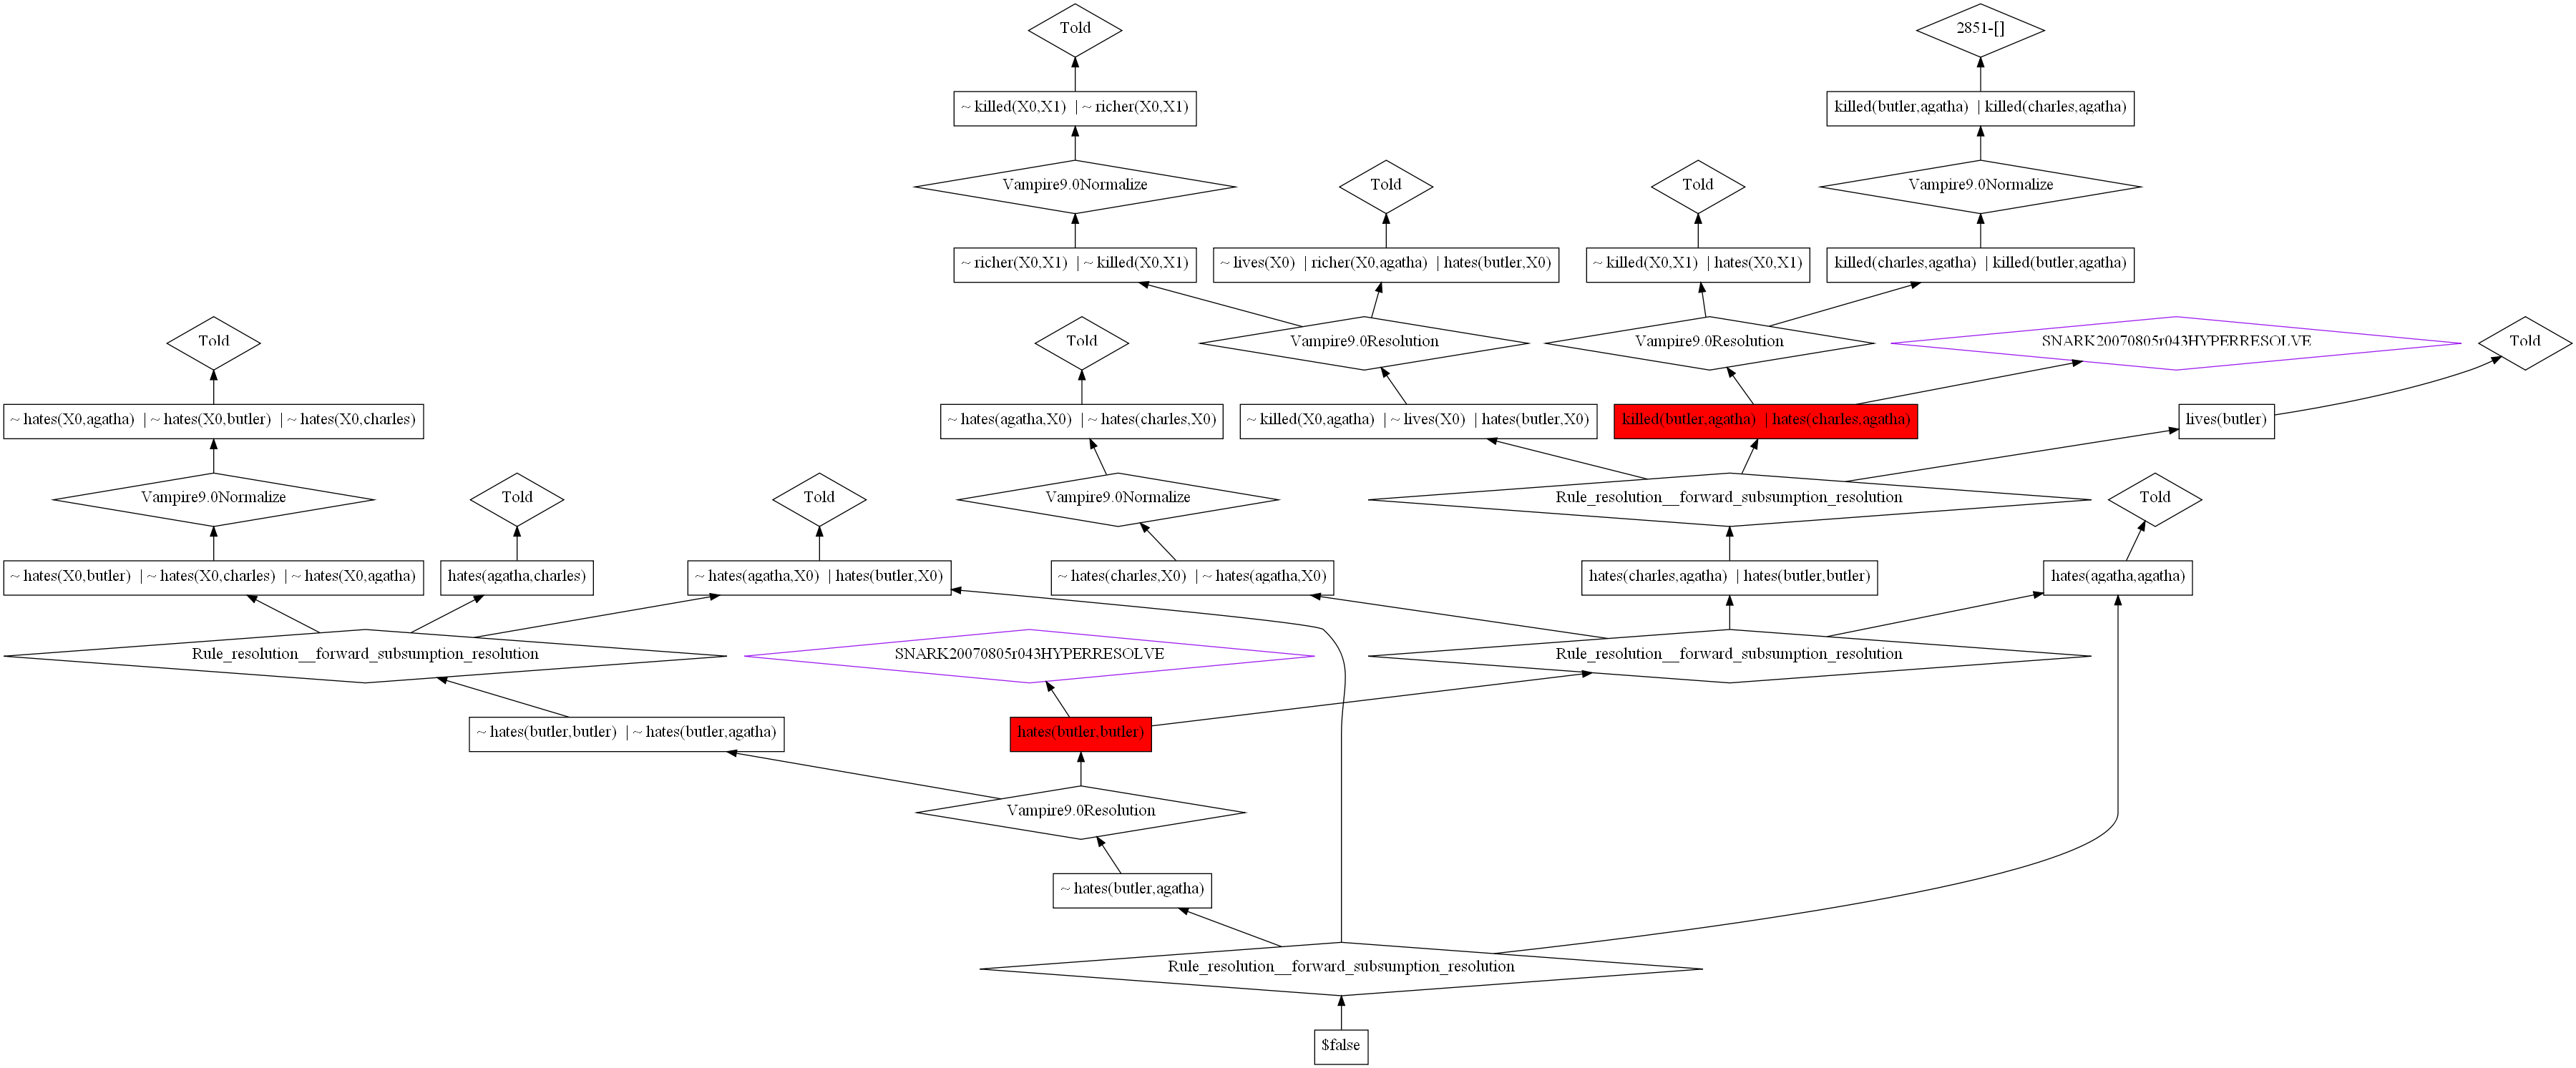 Told
2851-[]
~ killed(X0,X1) | ~ richer(X0,X1)
killed(butler,agatha) | killed(charles,agatha)
Vampire9.0Normalize
Told
Told
Vampire9.0Normalize
~ richer(X0,X1) | ~ killed(X0,X1)
~ lives(X0) | richer(X0,agatha) | hates(butler,X0)
~ killed(X0,X1) | hates(X0,X1)
killed(charles,agatha) | killed(butler,agatha)
Told
Told
Vampire9.0Resolution
Vampire9.0Resolution
SNARK20070805r043HYPERRESOLVE
Told
~ hates(X0,agatha) | ~ hates(X0,butler) | ~ hates(X0,charles)
~ hates(agatha,X0) | ~ hates(charles,X0)
~ killed(X0,agatha) | ~ lives(X0) | hates(butler,X0)
killed(butler,agatha) | hates(charles,agatha)
lives(butler)
Vampire9.0Normalize
Told
Told
Vampire9.0Normalize
Rule_resolution__forward_subsumption_resolution
Told
~ hates(X0,butler) | ~ hates(X0,charles) | ~ hates(X0,agatha)
hates(agatha,charles)
~ hates(agatha,X0) | hates(butler,X0)
~ hates(charles,X0) | ~ hates(agatha,X0)
hates(charles,agatha) | hates(butler,butler)
hates(agatha,agatha)
Rule_resolution__forward_subsumption_resolution
SNARK20070805r043HYPERRESOLVE
Rule_resolution__forward_subsumption_resolution
~ hates(butler,butler) | ~ hates(butler,agatha)
hates(butler,butler)
Vampire9.0Resolution
~ hates(butler,agatha)
Rule_resolution__forward_subsumption_resolution
$false